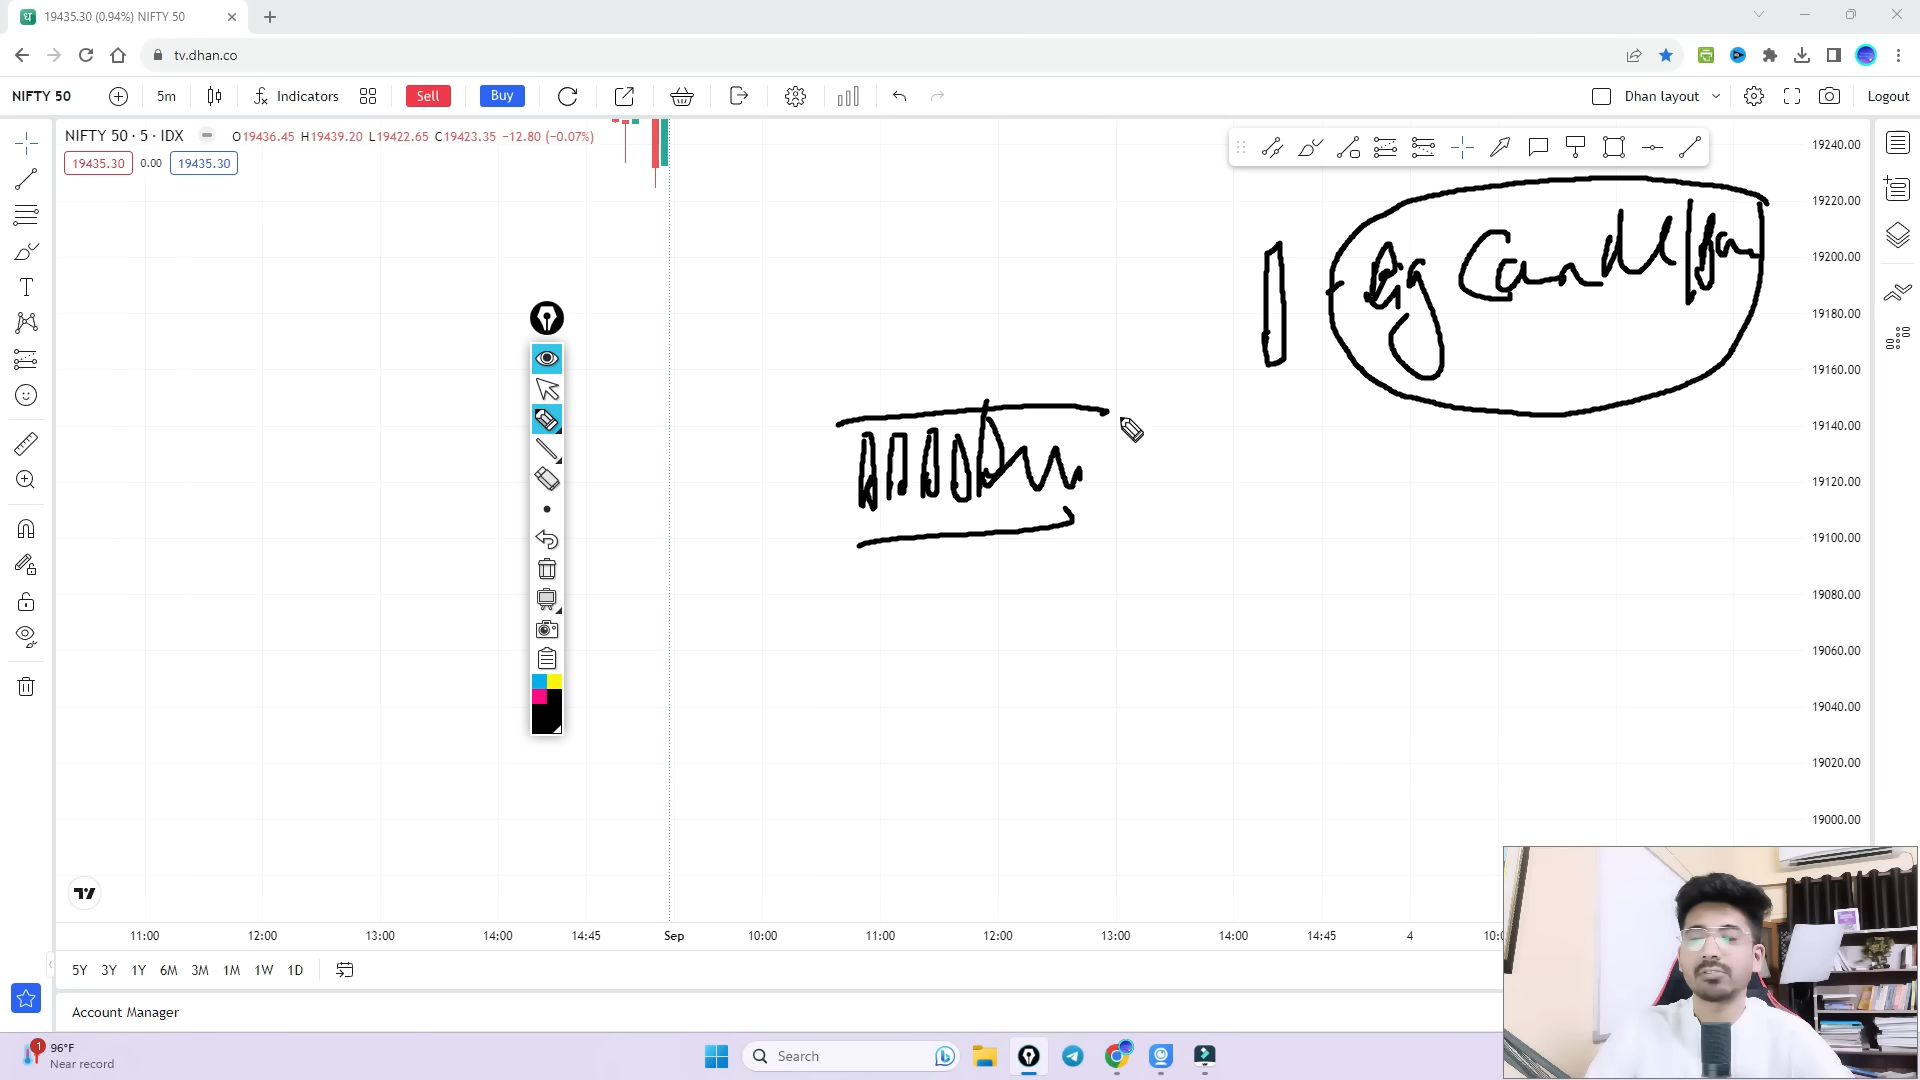 19435.30 (0.94%) NIFTY 50
tv.dhan.co
NIFTY 50
5m
Indicators
Sell
Buy
Dhan layout
Logout
NIFTY 50 · 5 · IDX
O19436.45 H19439.20 L19422.65 C19423.35 −12.80 (−0.07%)
19435.30 0.00 19435.30
19240.00
19220.00
19200.00
19180.00
19160.00
19140.00
19120.00
19100.00
19080.00
19060.00
19040.00
19020.00
19000.00
11:00 12:00 13:00 14:00 14:45 Sep 10:00 11:00 12:00 13:00 14:00 14:45 4
5Y 3Y 1Y 6M 3M 1M 1W 1D
Account Manager
1
96°F
Near record
Search